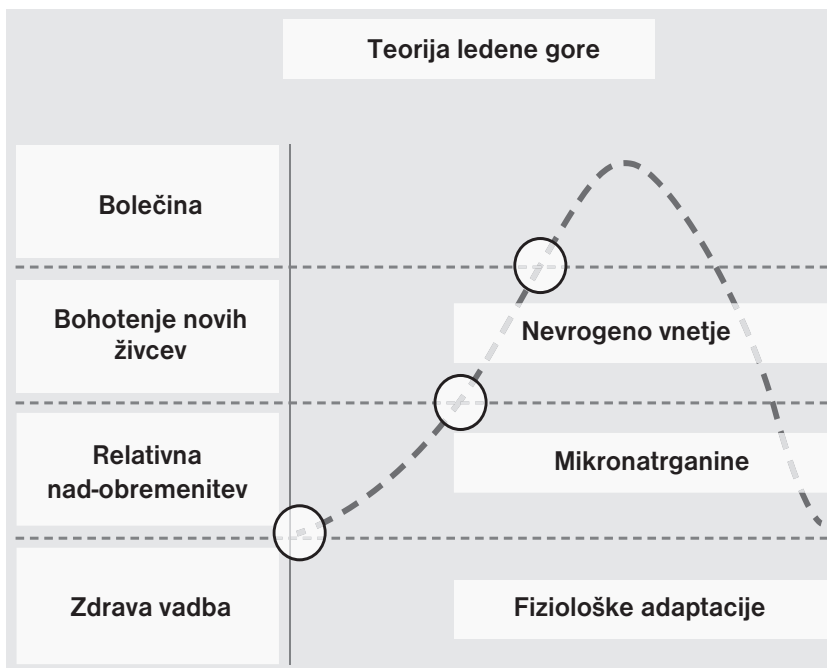 Teorija ledene gore
Bolečina
Bohotenje novih
živcev
Nevrogeno vnetje
Relativna
nad-obremenitev
Mikronatrganine
Zdrava vadba
Fiziološke adaptacije